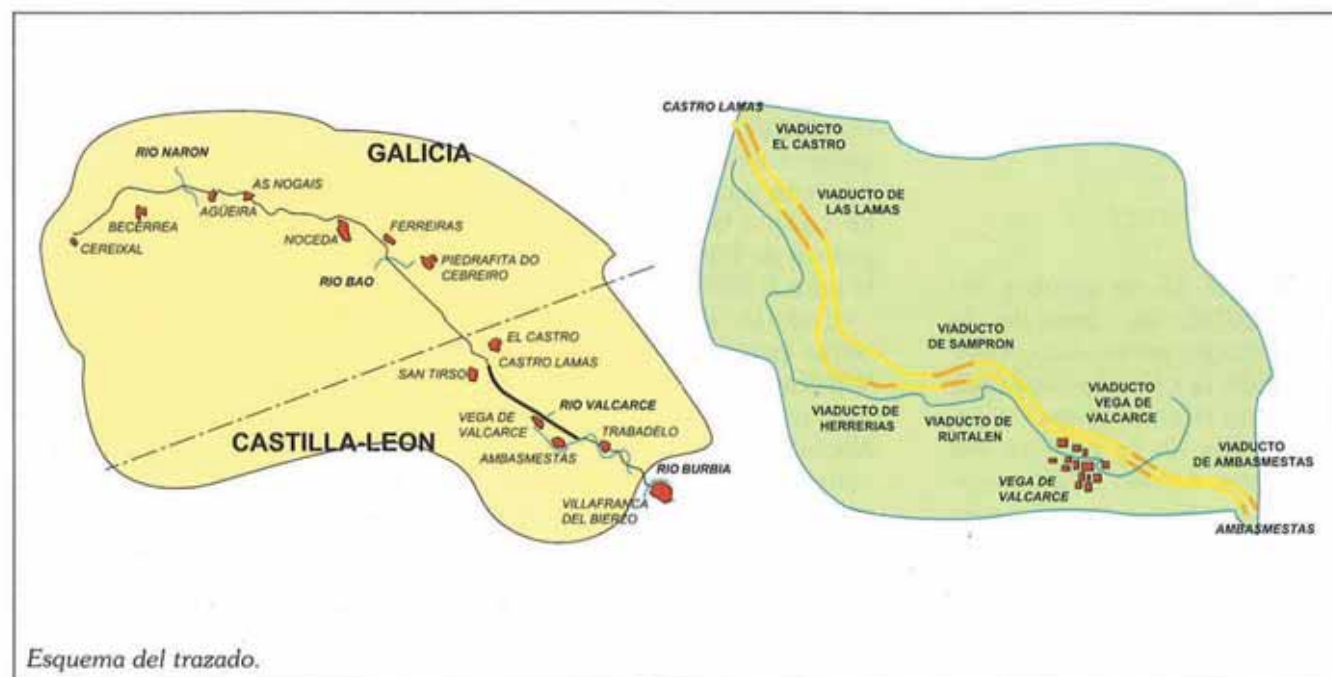 RIO NARON
GALICIA
AS NOGAIS
AGÜEIRA
BECERREA
CEREIXAL
NOCEDA
FERREIRAS
PIEDRAFITA DO
CEBREIRO
RIO BAO
EL CASTRO
CASTRO LAMAS
SAN TIRSO
RIO VALCARCE
VEGA DE
VALCARCE
TRABADELO
CASTILLA-LEON
AMBASMESTAS
RIO BURBIA
VILLAFRANCA
DEL BIERZO
CASTRO LAMAS
VIADUCTO
EL CASTRO
VIADUCTO DE
LAS LAMAS
VIADUCTO
DE SAMPRON
VIADUCTO
VEGA DE
VALCARCE
VIADUCTO DE
HERRERIAS
VIADUCTO DE
RUITALEN
VIADUCTO
DE AMBASMESTAS
VEGA DE
VALCARCE
AMBASMESTAS
Esquema del trazado.